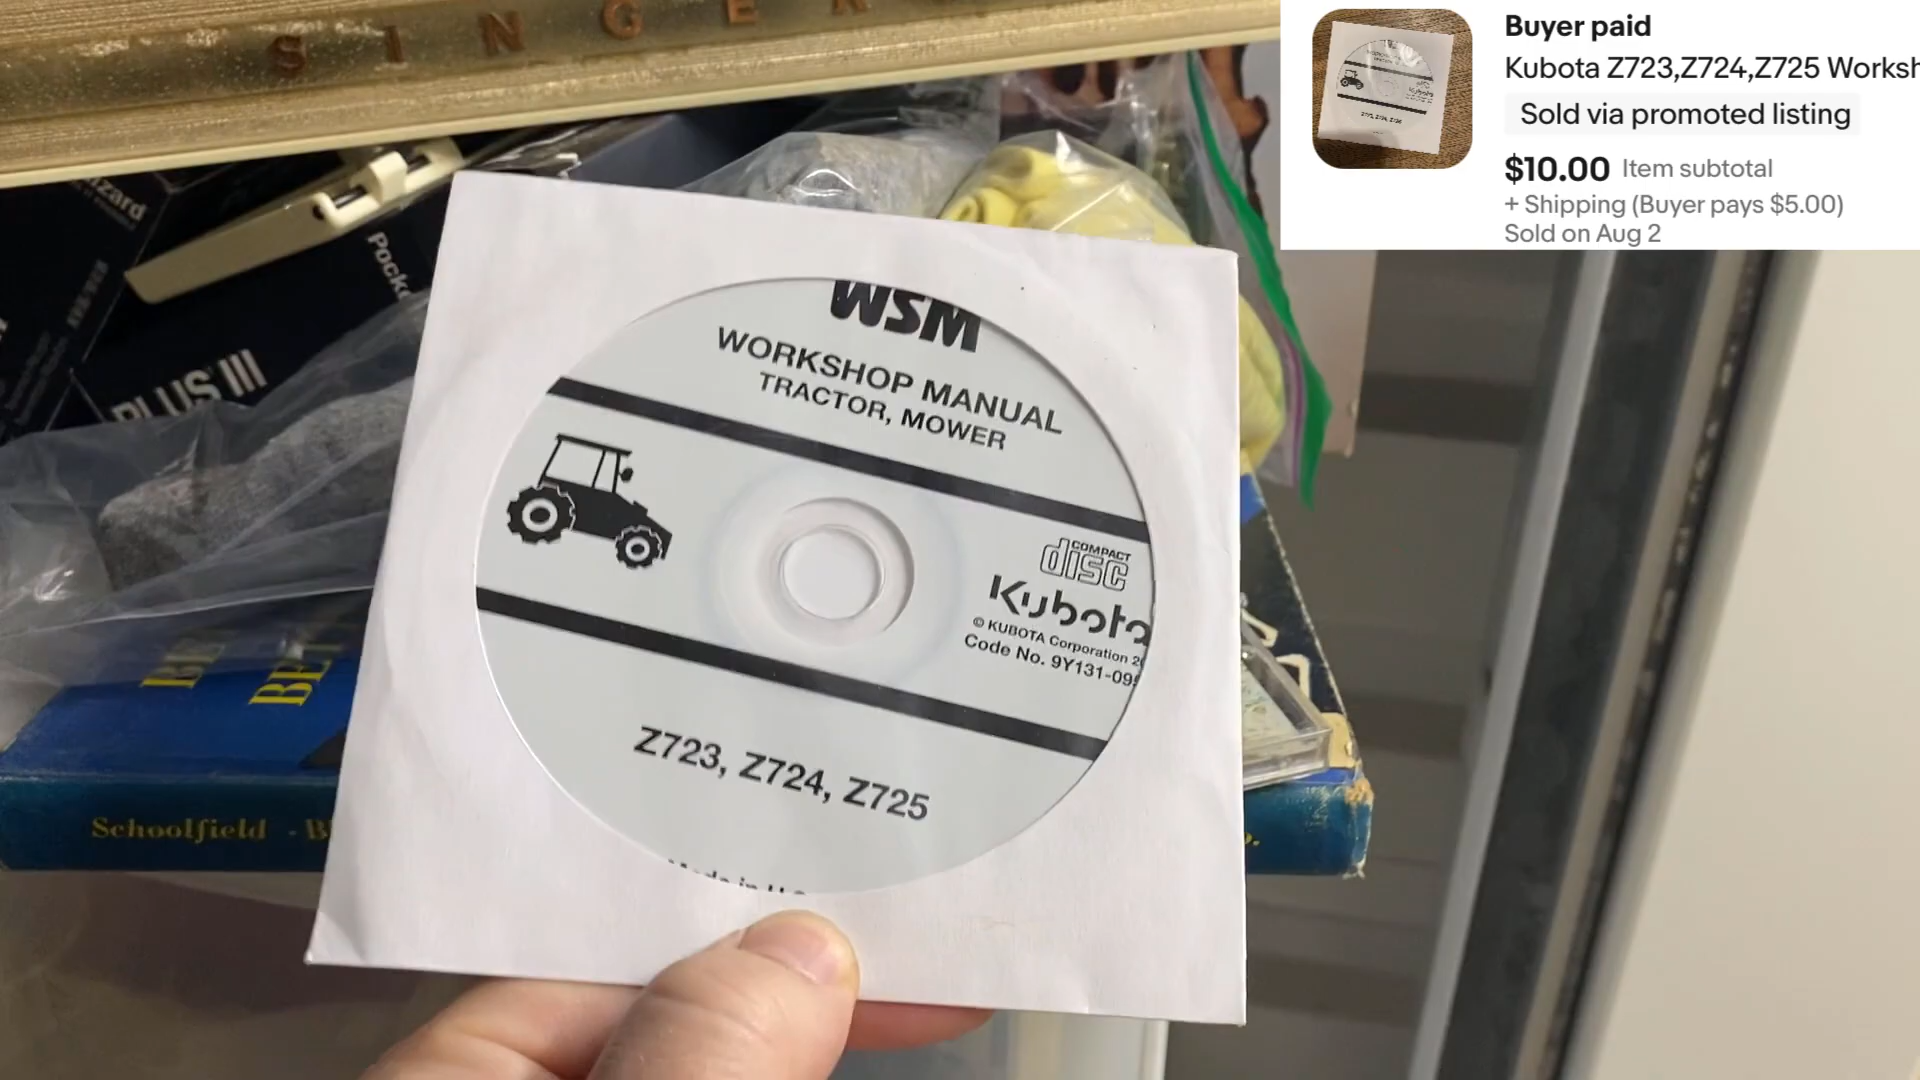 SINGER
Buyer paid
Kubota Z723,Z724,Z725
Sold via promoted listing
$10.00 Item subtotal
+ Shipping (Buyer pays $5.00)
Sold on Aug 2
PLUS III
WSM
WORKSHOP MANUAL
TRACTOR, MOWER
COMPACT
disc
Kubota
© KUBOTA Corporation
Code No. 9Y131-09
Z723, Z724, Z725
Schoolfield